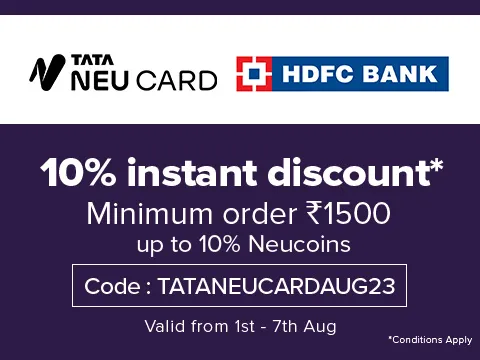 TATA
NEU CARD
HDFC BANK
10% instant discount*
Minimum order ₹1500
up to 10% Neucoins
Code : TATANEUCARDAUG23
Valid from 1st - 7th Aug
*Conditions Apply